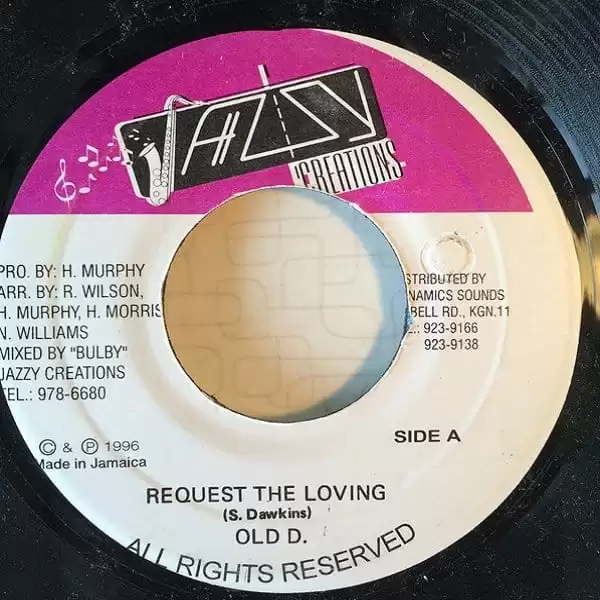 JAZZY
CREATIONS
PRO. BY: H. MURPHY
ARR. BY: R. WILSON,
H. MURPHY, H. MORRIS
N. WILLIAMS
MIXED BY "BULBY"
JAZZY CREATIONS
TEL.: 978-6680
STRIBUTED BY
NAMICS SOUNDS
BELL RD., KGN.11
.: 923-9166
923-9138
SIDE A
© & ℗ 1996
Made in Jamaica
REQUEST THE LOVING
(S. Dawkins)
OLD D.
ALL RIGHTS RESERVED